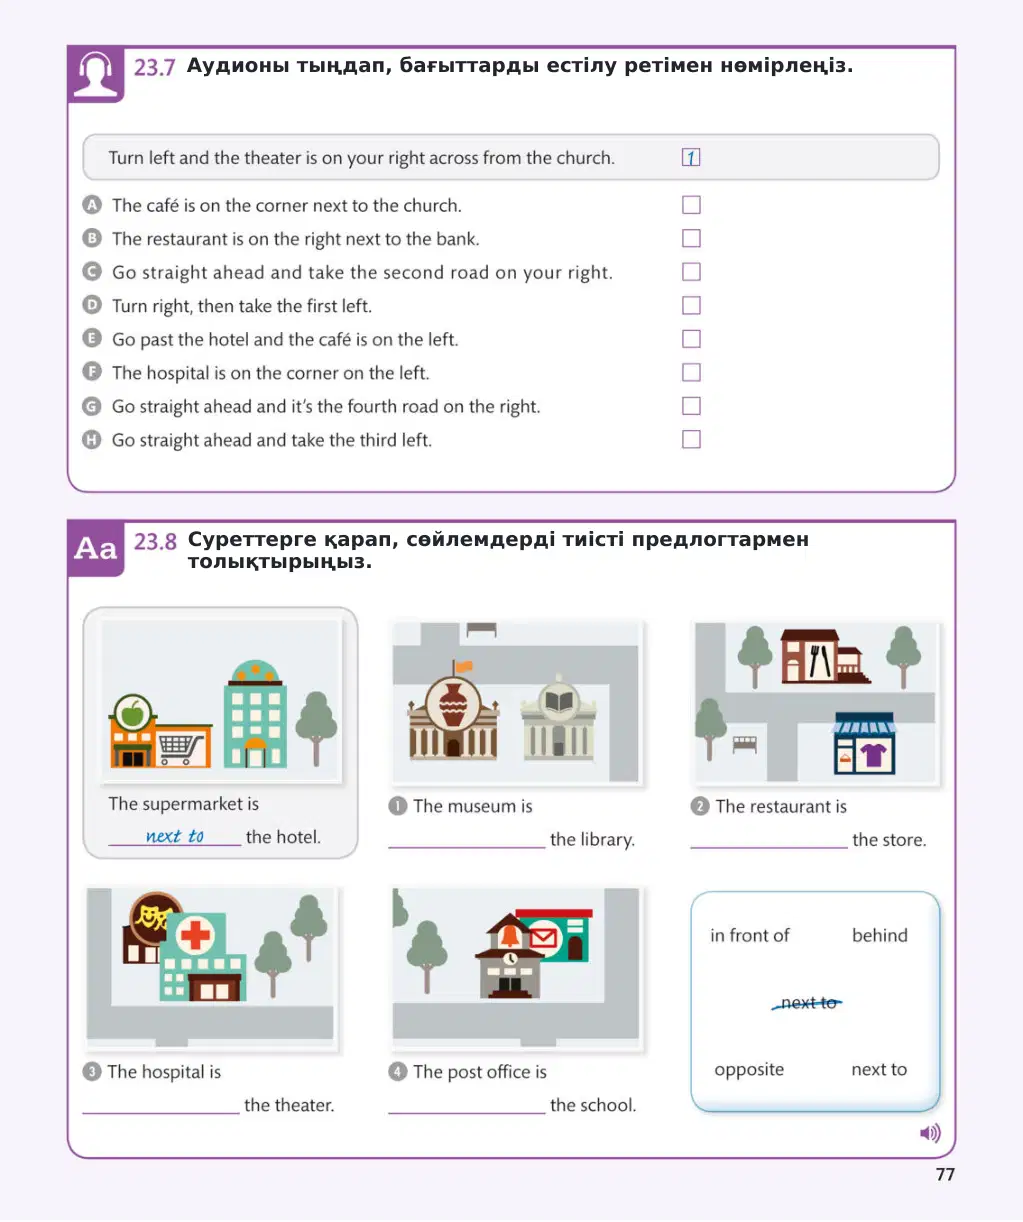 23.7 Аудионы тыңдап, бағыттарды естілу ретімен нөмірлеңіз.
Turn left and the theater is on your right across from the church. 1
A The café is on the corner next to the church.
B The restaurant is on the right next to the bank.
C Go straight ahead and take the second road on your right.
D Turn right, then take the first left.
E Go past the hotel and the café is on the left.
F The hospital is on the corner on the left.
G Go straight ahead and it's the fourth road on the right.
H Go straight ahead and take the third left.
Aa 23.8 Суреттерге қарап, сөйлемдерді тиісті предлогтармен
толықтырыңыз.
The supermarket is
next to the hotel.
1 The museum is
the library.
2 The restaurant is
the store.
3 The hospital is
the theater.
4 The post office is
the school.
in front of behind
next to
opposite next to
77